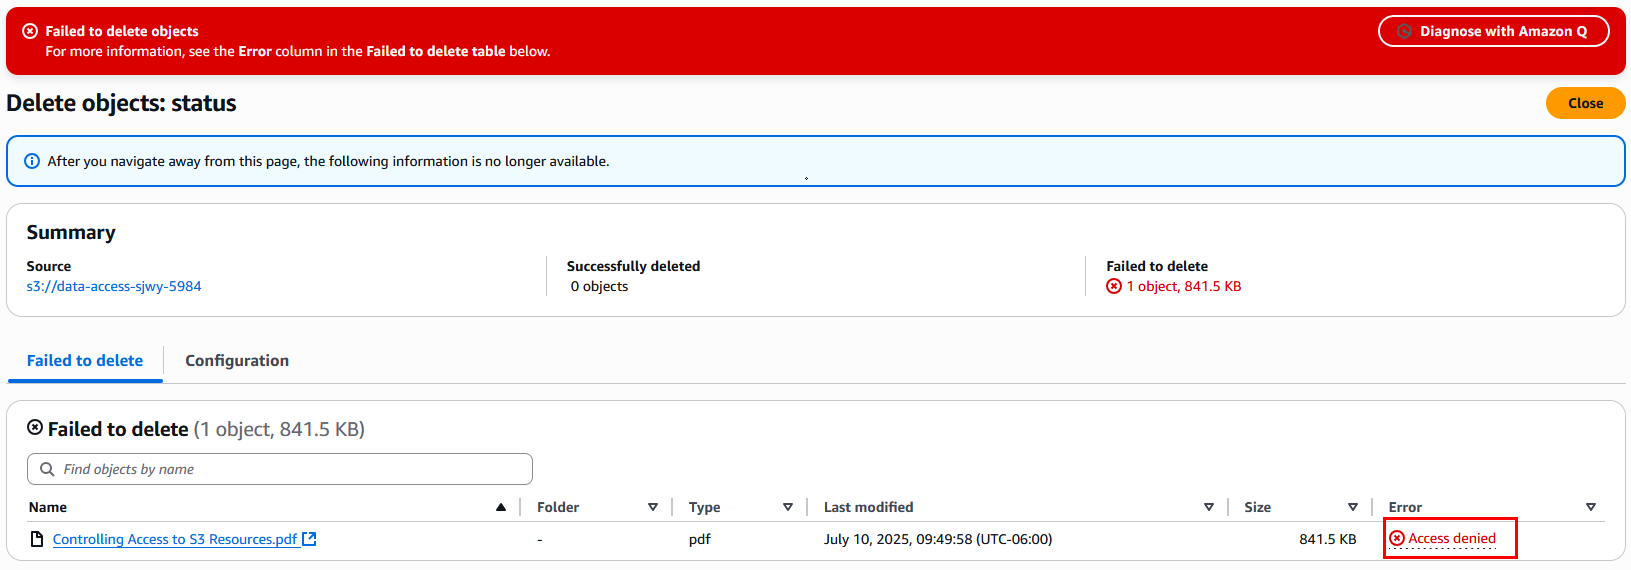 Failed to delete objects
For more information, see the Error column in the Failed to delete table below.
Diagnose with Amazon Q
Delete objects: status
Close
After you navigate away from this page, the following information is no longer available.
Summary
Source
s3://data-access-sjwy-5984
Successfully deleted
0 objects
Failed to delete
1 object, 841.5 KB
Failed to delete
Configuration
Failed to delete (1 object, 841.5 KB)
Find objects by name
Name Folder Type Last modified Size Error
Controlling Access to S3 Resources.pdf - pdf July 10, 2025, 09:49:58 (UTC-06:00) 841.5 KB Access denied